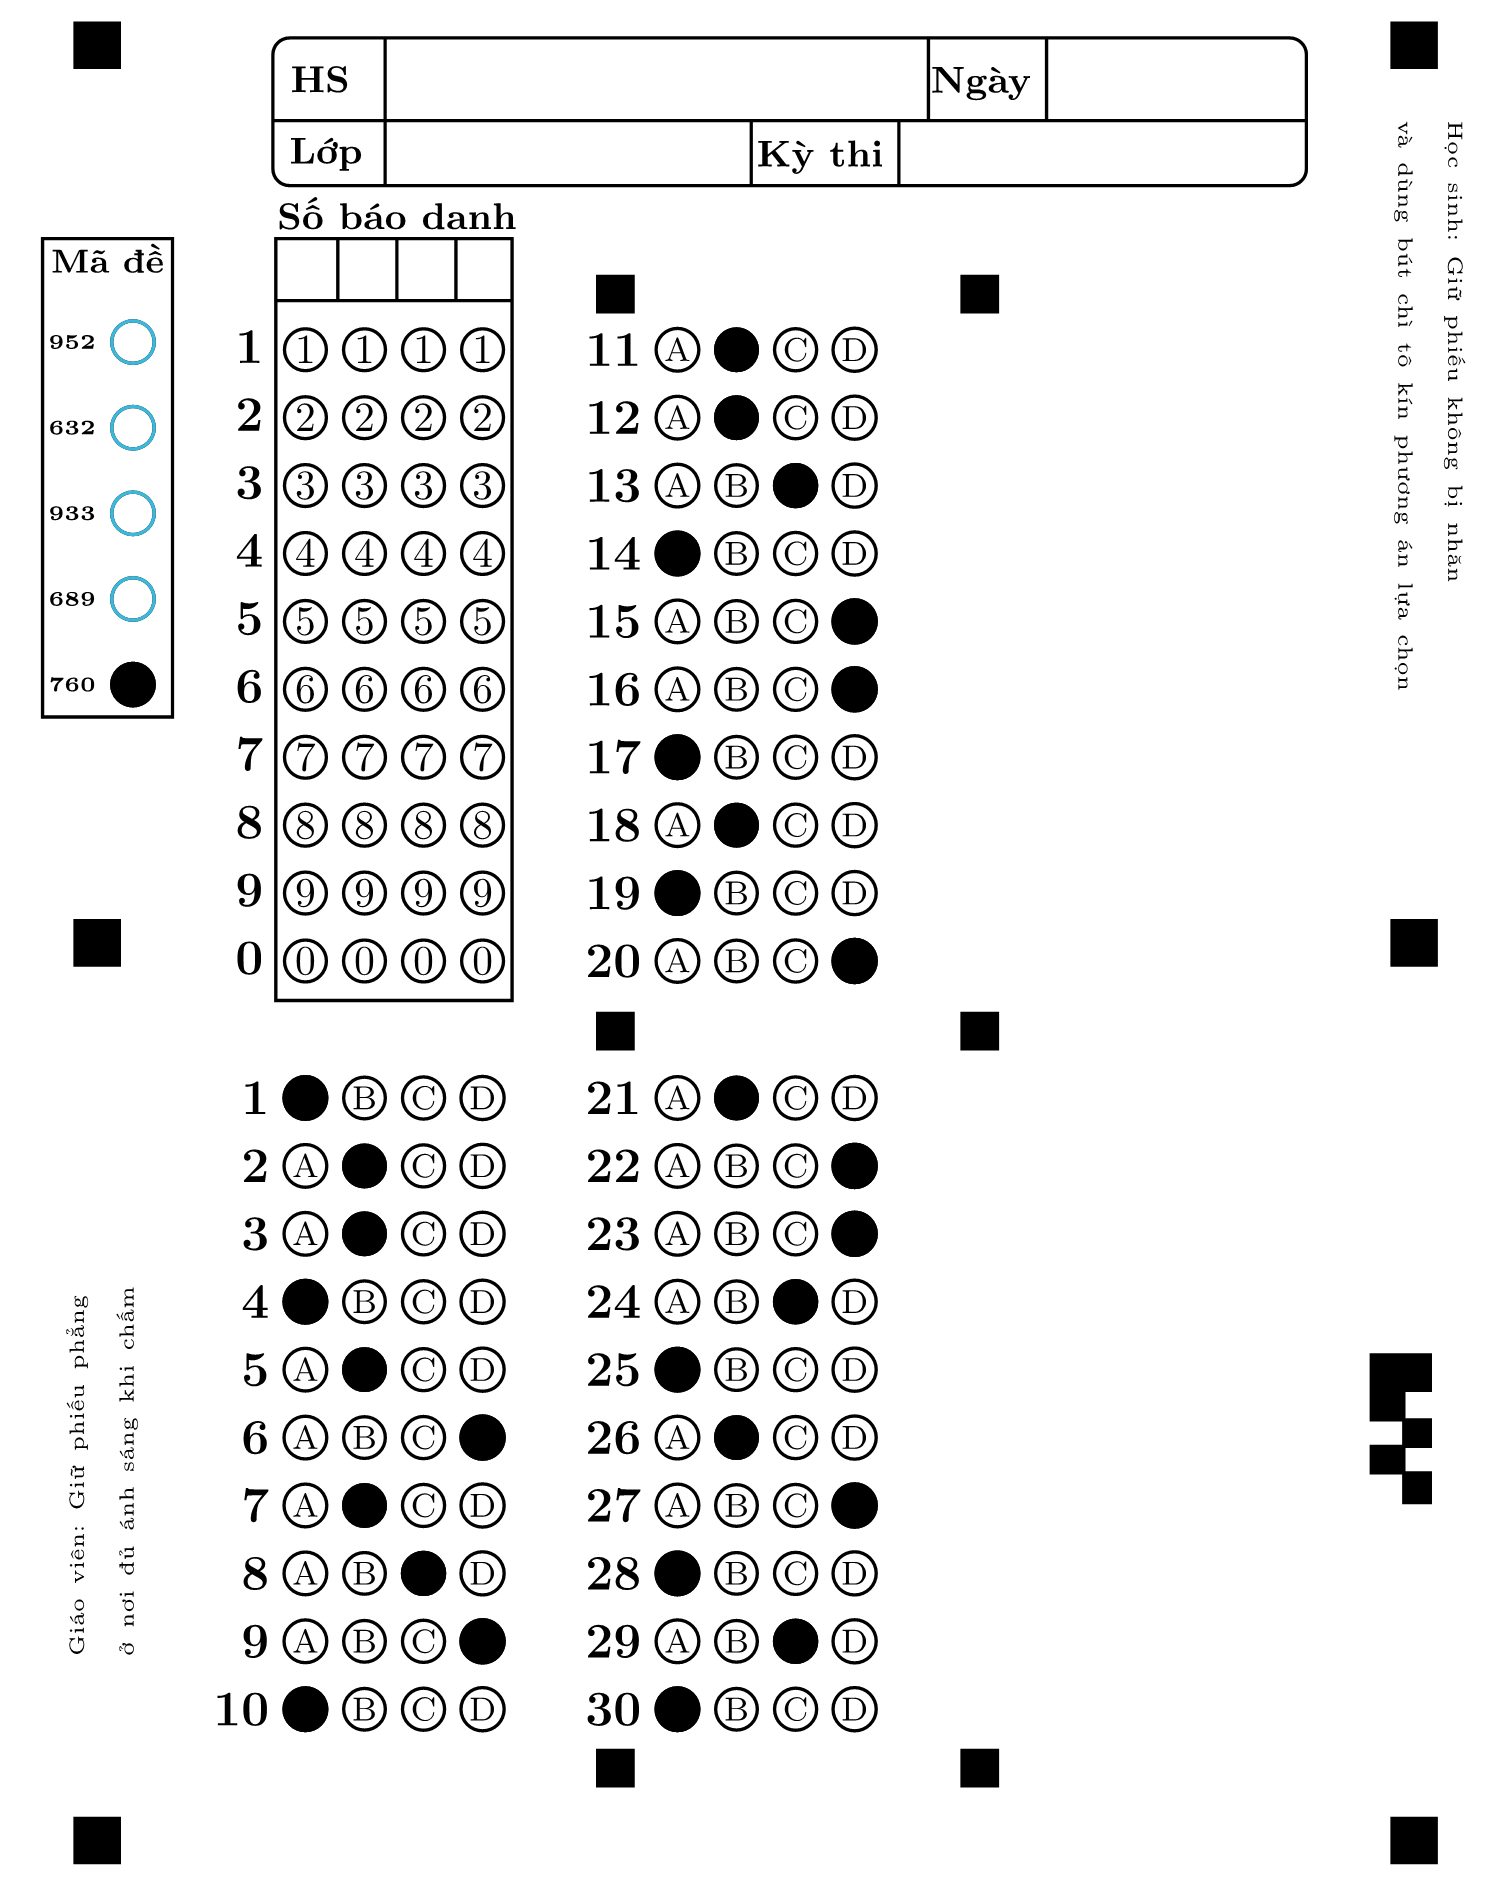 HS Ngày
Lớp Kỳ thi
Số báo danh
Mã đề
952
632
933
689
760
1 1 1 1 1
2 2 2 2 2
3 3 3 3 3
4 4 4 4 4
5 5 5 5 5
6 6 6 6 6
7 7 7 7 7
8 8 8 8 8
9 9 9 9 9
0 0 0 0 0
11 A C D
12 A C D
13 A B D
14 B C D
15 A B C
16 A B C
17 B C D
18 A C D
19 B C D
20 A B C
1 B C D
2 A C D
3 A C D
4 B C D
5 A C D
6 A B C
7 A C D
8 A B D
9 A B C
10 B C D
21 A C D
22 A B C
23 A B C
24 A B D
25 B C D
26 A C D
27 A B C
28 B C D
29 A B D
30 B C D
Học sinh: Giữ phiếu không bị nhăn
và dùng bút chì tô kín phương án lựa chọn
Giáo viên: Giữ phiếu phẳng
ở nơi đủ ánh sáng khi chấm